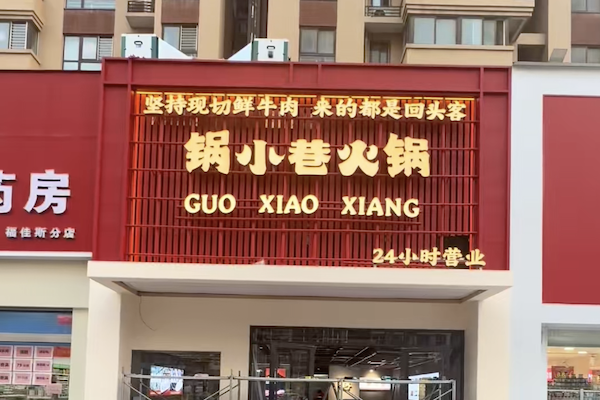 坚持现切鲜牛肉 来的都是回头客
锅小巷火锅
GUO XIAO XIANG
24小时营业
药房
福佳斯分店